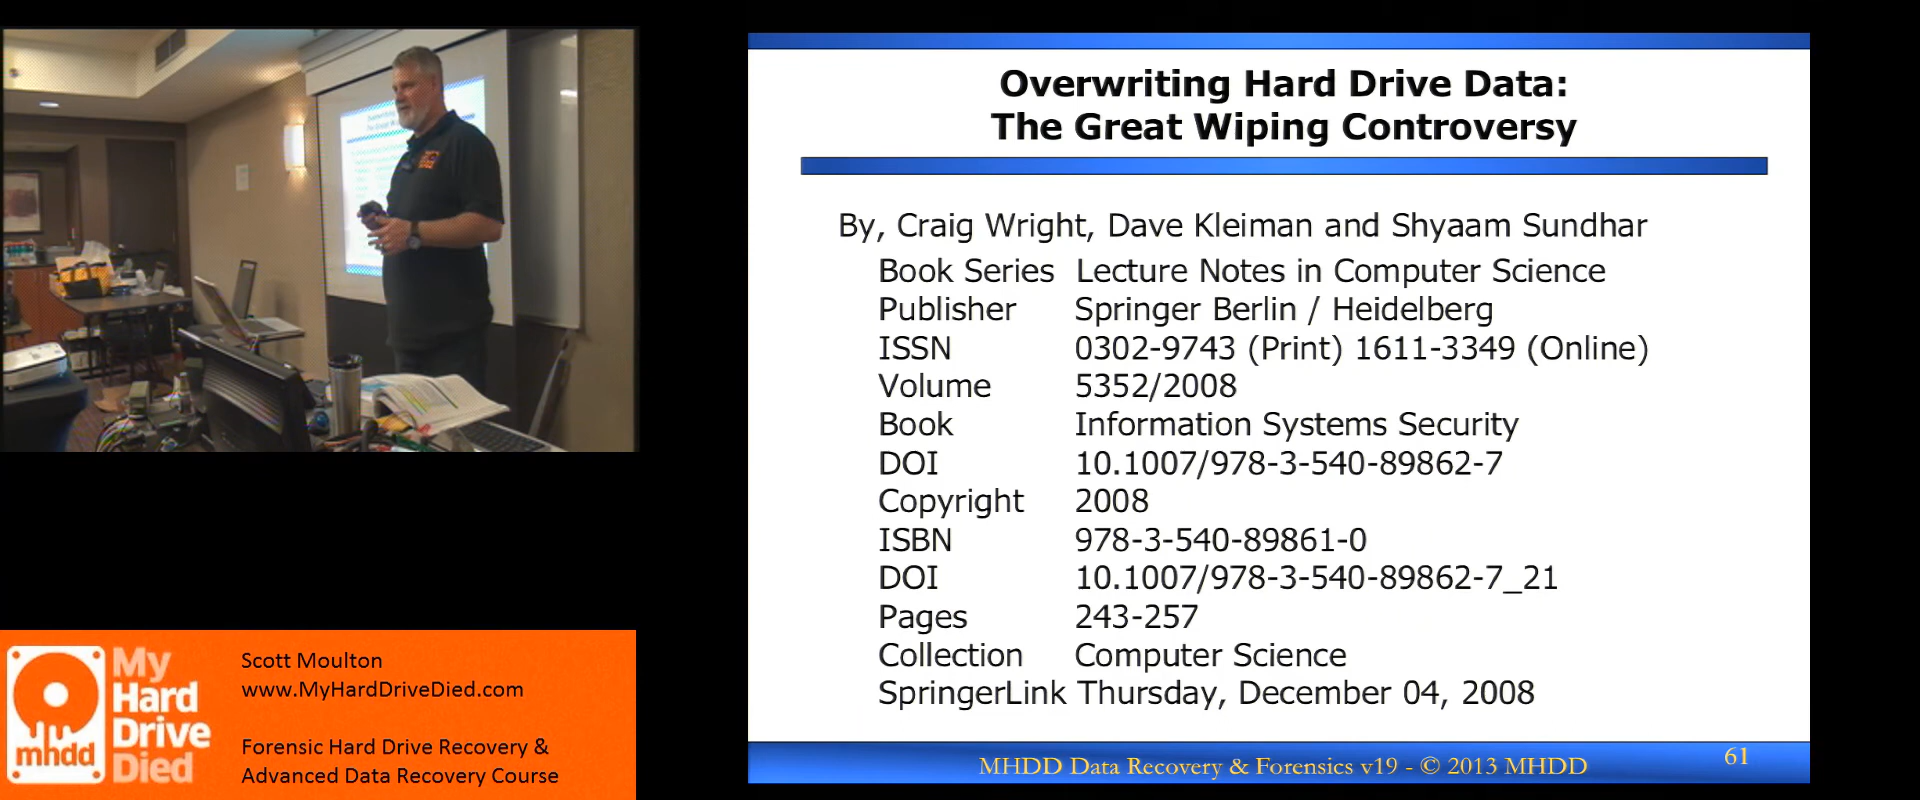 Overwriting Hard Drive Data:
The Great Wiping Controversy
By, Craig Wright, Dave Kleiman and Shyaam Sundhar
Book Series Lecture Notes in Computer Science
Publisher Springer Berlin / Heidelberg
ISSN 0302-9743 (Print) 1611-3349 (Online)
Volume 5352/2008
Book Information Systems Security
DOI 10.1007/978-3-540-89862-7
Copyright 2008
ISBN 978-3-540-89861-0
DOI 10.1007/978-3-540-89862-7_21
Pages 243-257
Collection Computer Science
SpringerLink Thursday, December 04, 2008
MHDD Data Recovery & Forensics v19 - © 2013 MHDD
61
My
Hard
Drive
Died
mhdd
Scott Moulton
www.MyHardDriveDied.com
Forensic Hard Drive Recovery &
Advanced Data Recovery Course